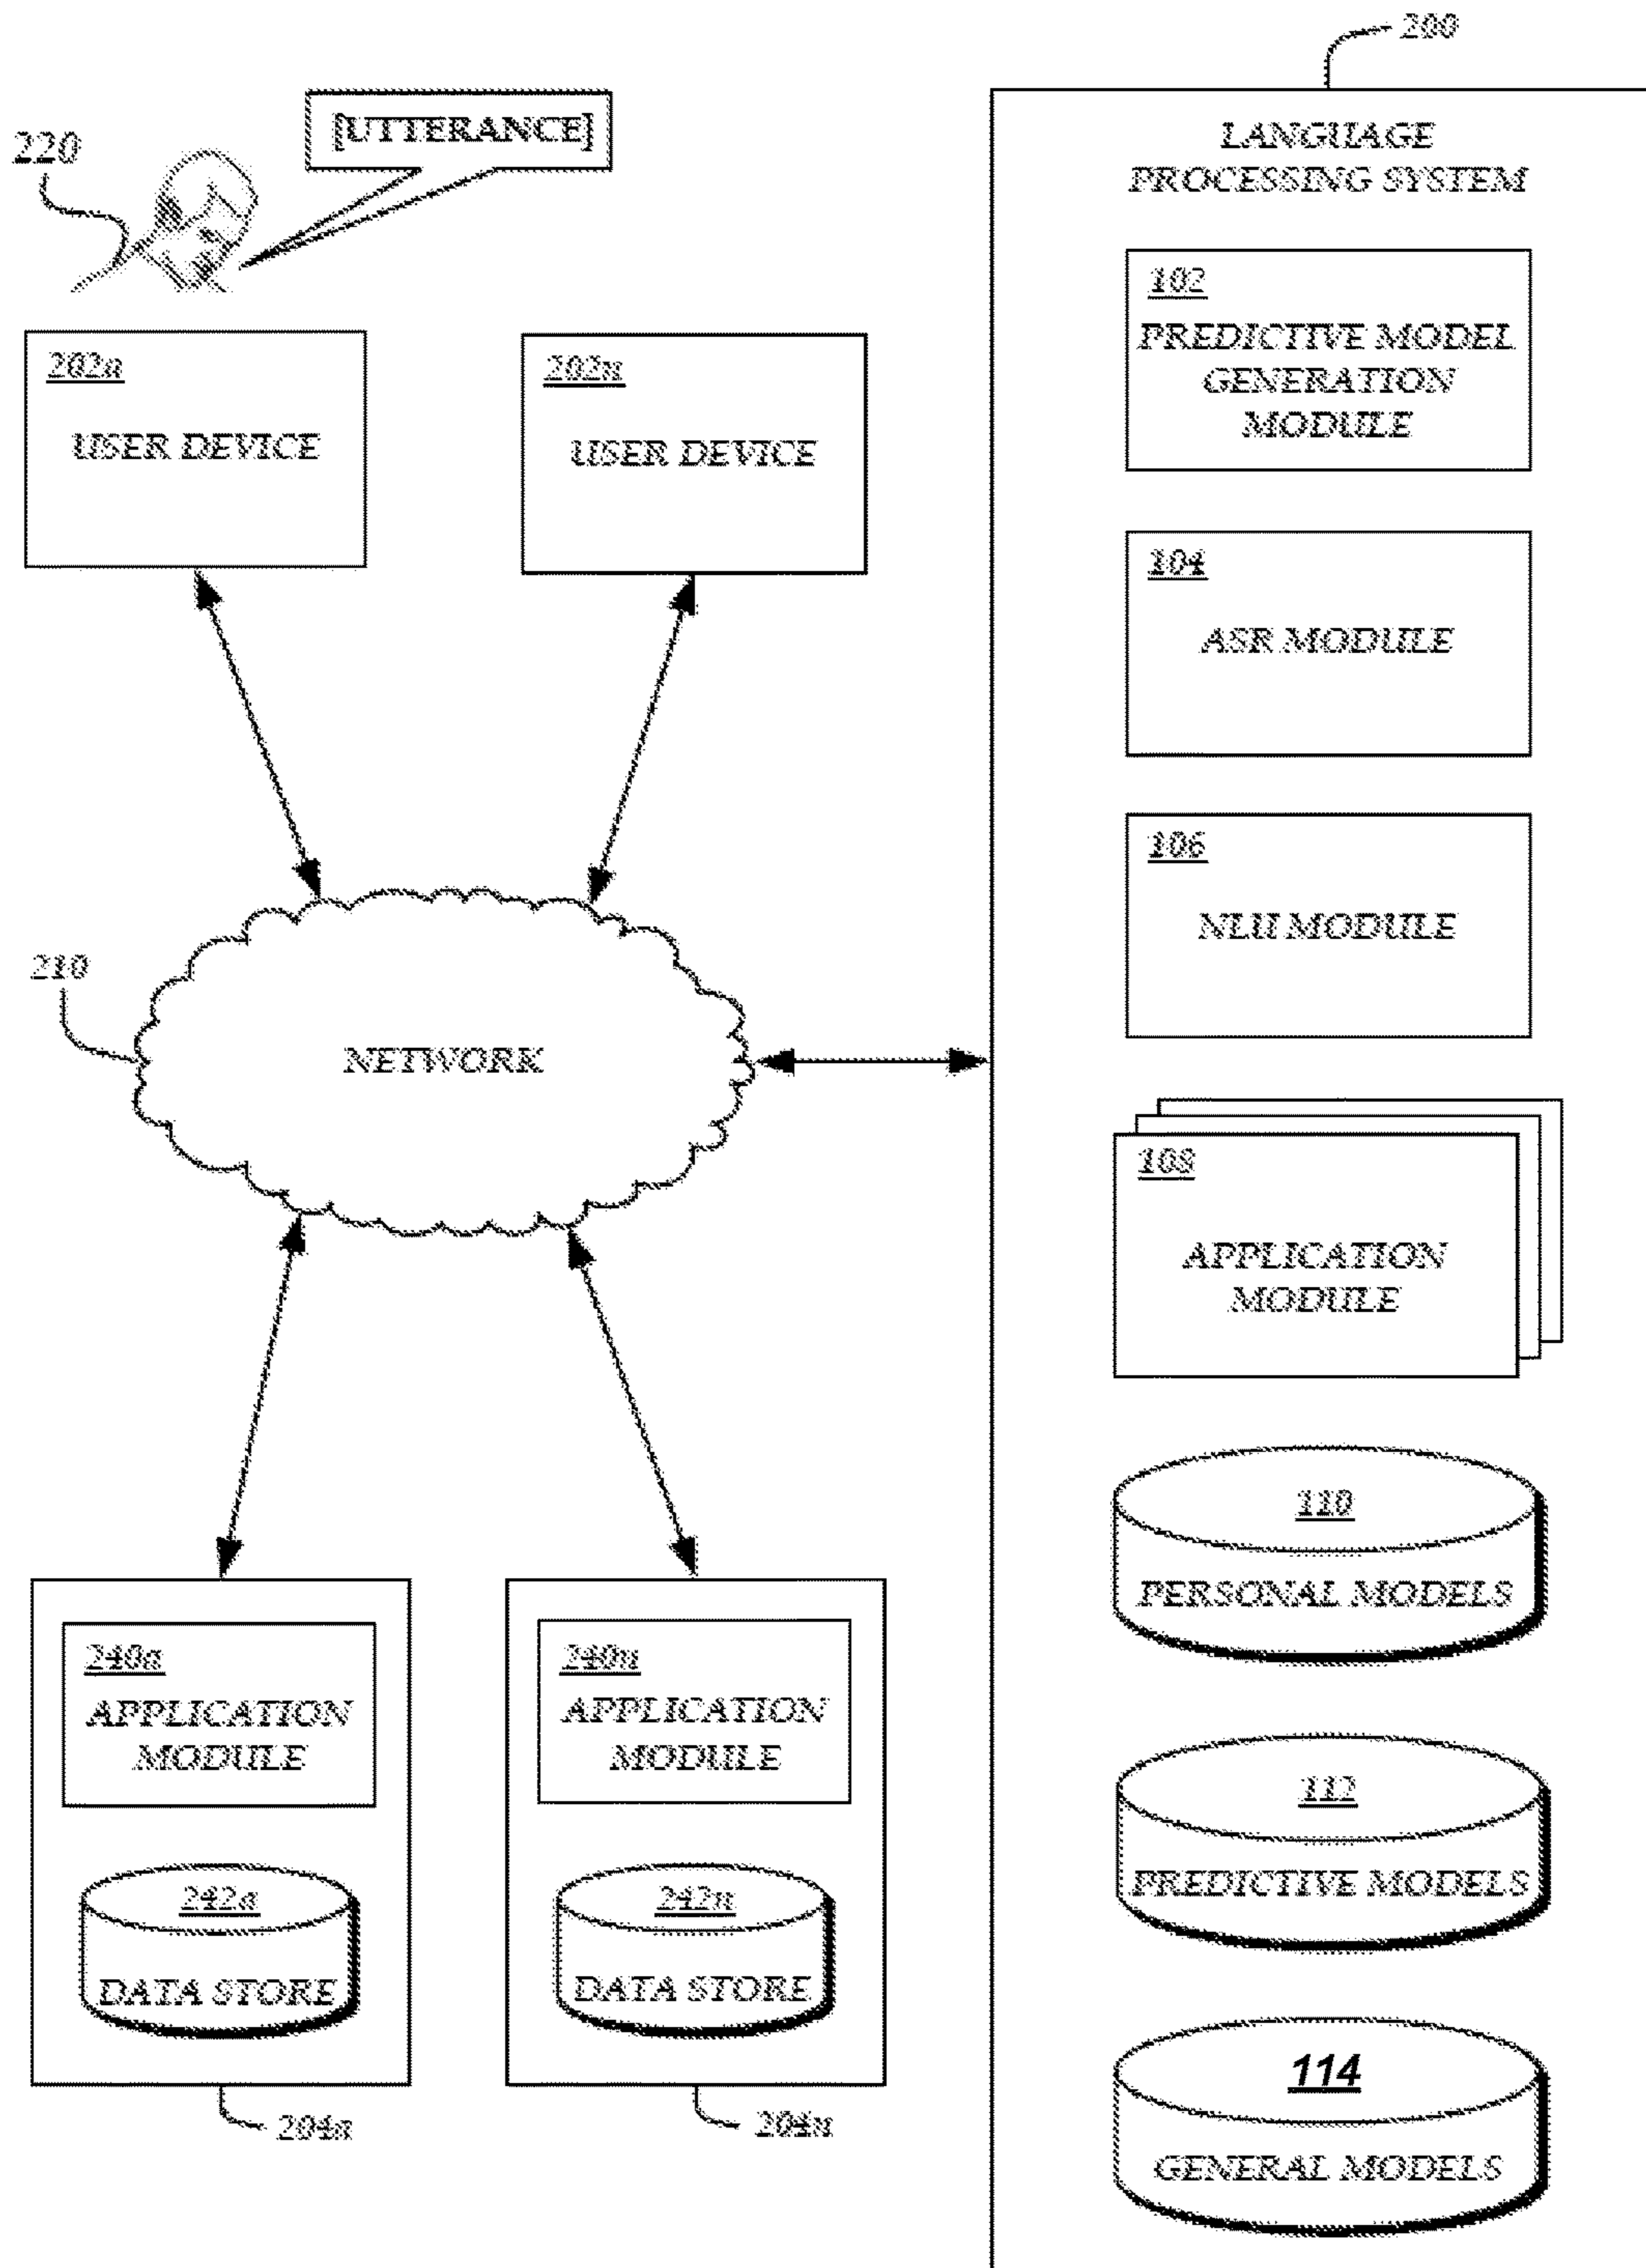 200
[UTTERANCE]
220
LANGUAGE
PROCESSING SYSTEM
202a
USER DEVICE
202n
USER DEVICE
102
PREDICTIVE MODEL
GENERATION
MODULE
104
ASR MODULE
106
NLU MODULE
210
NETWORK
108
APPLICATION
MODULE
110
PERSONAL MODELS
240a
APPLICATION
MODULE
240n
APPLICATION
MODULE
112
PREDICTIVE MODELS
242a
DATA STORE
242n
DATA STORE
204a
204n
114
GENERAL MODELS